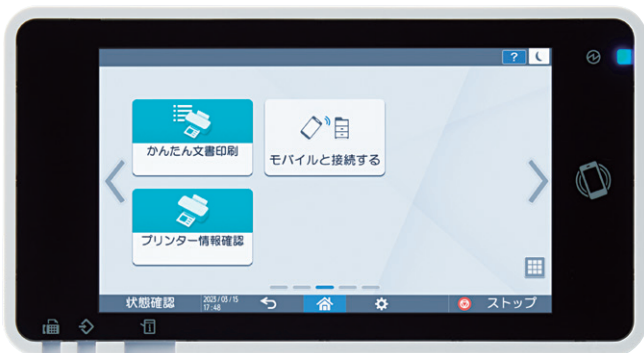 ?
かんたん文書印刷
モバイルと接続する
プリンター情報確認
状態確認
2023/03/15
17:48
ストップ